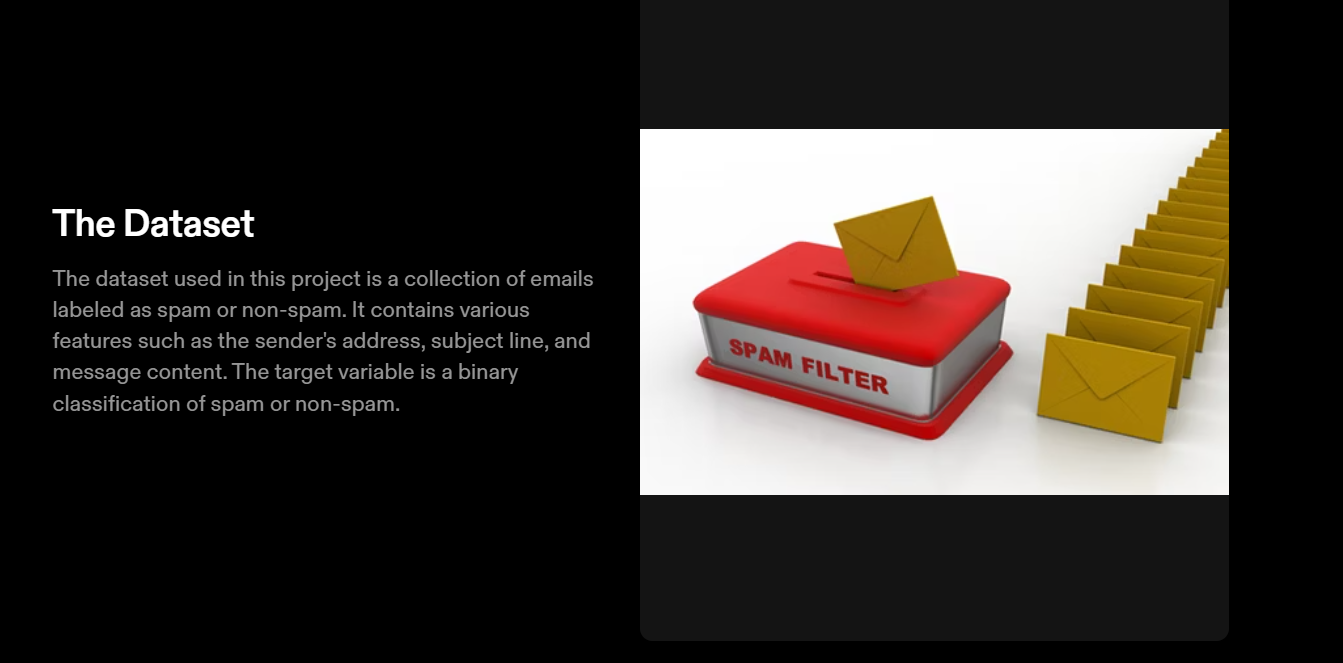 The Dataset
The dataset used in this project is a collection of emails
labeled as spam or non-spam. It contains various
features such as the sender's address, subject line, and
message content. The target variable is a binary
classification of spam or non-spam.
SPAM FILTER